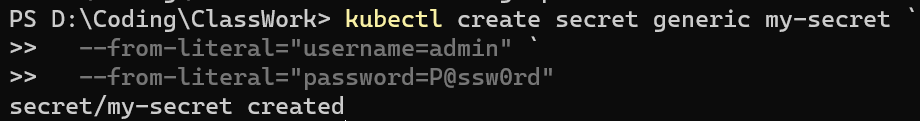 PS D:\Coding\ClassWork> kubectl create secret generic my-secret `
>>   --from-literal="username=admin" `
>>   --from-literal="password=P@ssw0rd"
secret/my-secret created